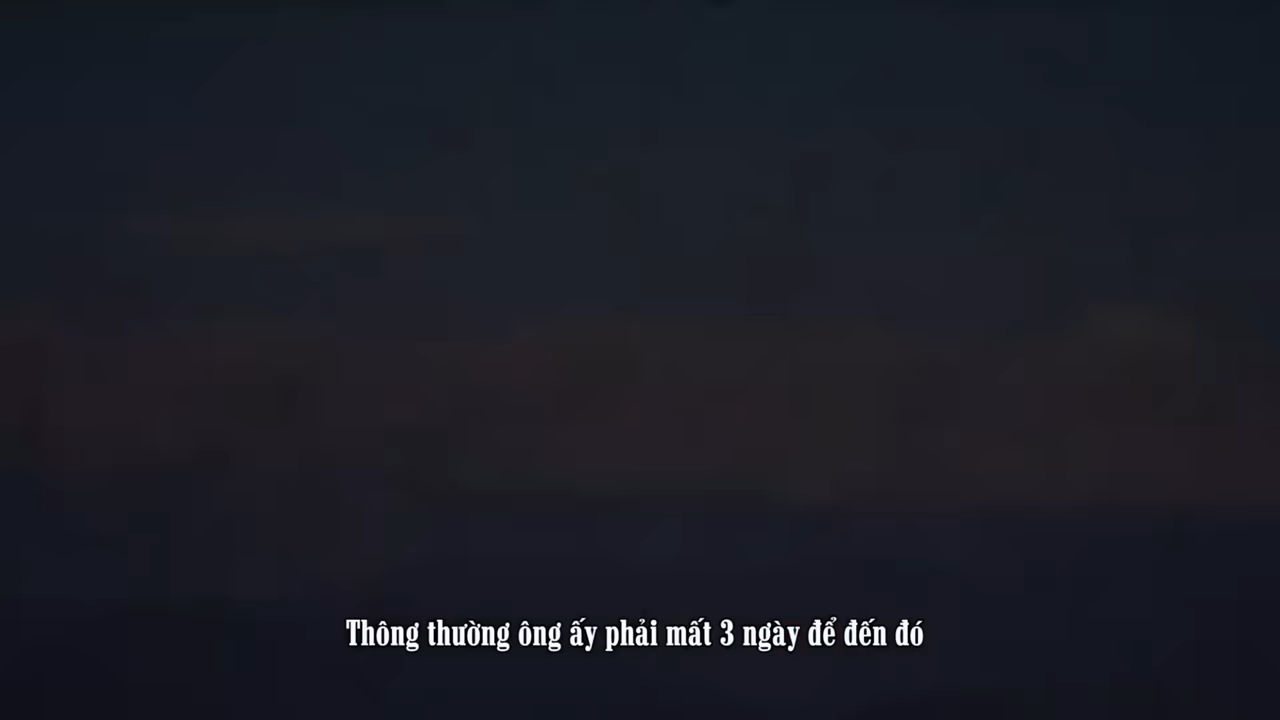 Thông thường ông ấy phải mất 3 ngày để đến đó